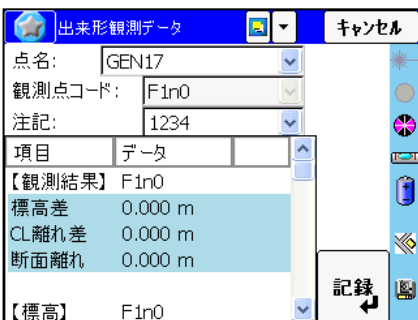 出来形観測データ
キャンセル
点名: GEN17
観測点コード: F1n0
注記: 1234
項目 データ
【観測結果】 F1n0
標高差 0.000 m
CL離れ差 0.000 m
断面離れ 0.000 m
記録
【標高】 F1n0